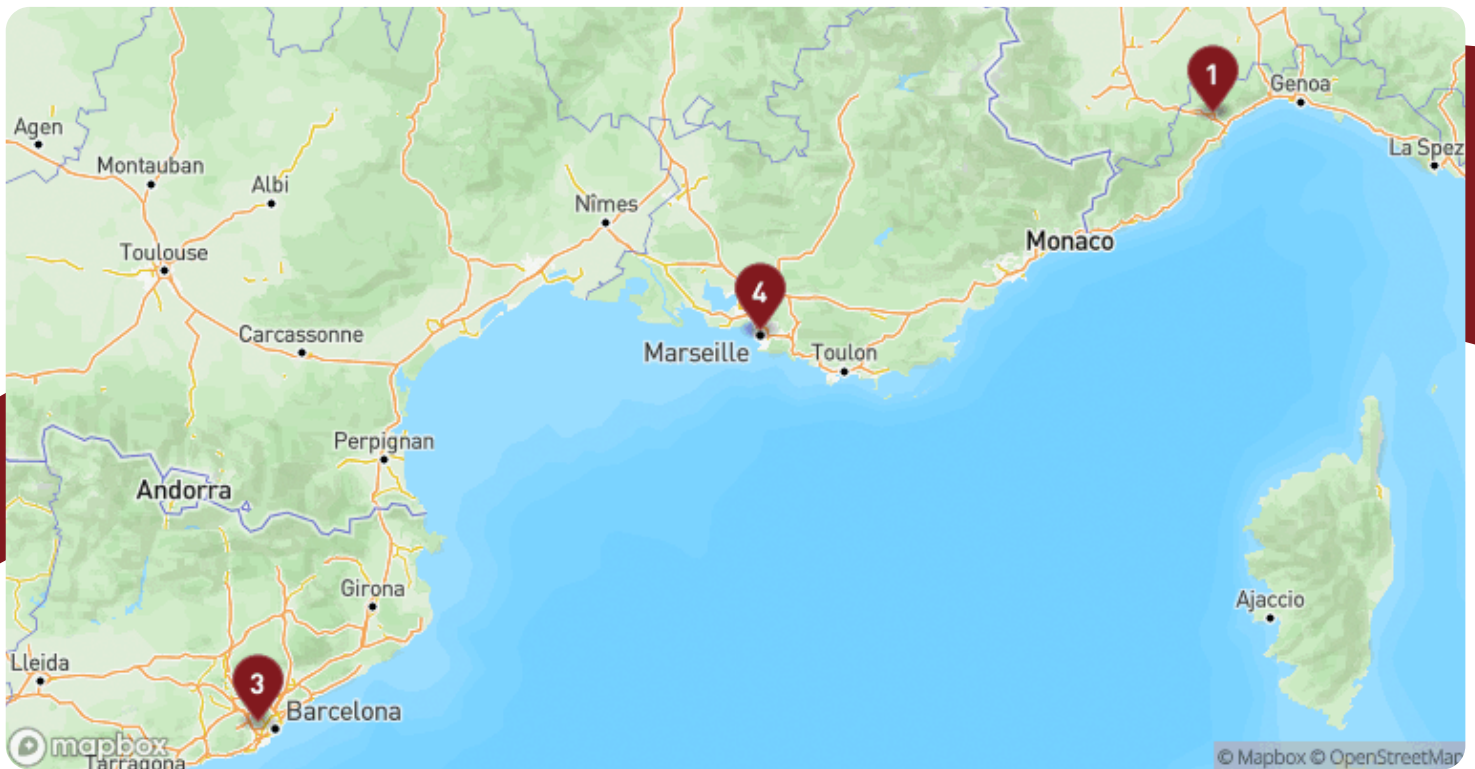 1
Genoa
Agen
La Spez
Montauban
Albi
Nîmes
Monaco
Toulouse
4
Carcassonne
Marseille
Toulon
Perpignan
Andorra
Girona
Ajaccio
Lleida
3
Barcelona
mapbox
Tarragona
© Mapbox © OpenStreetMap